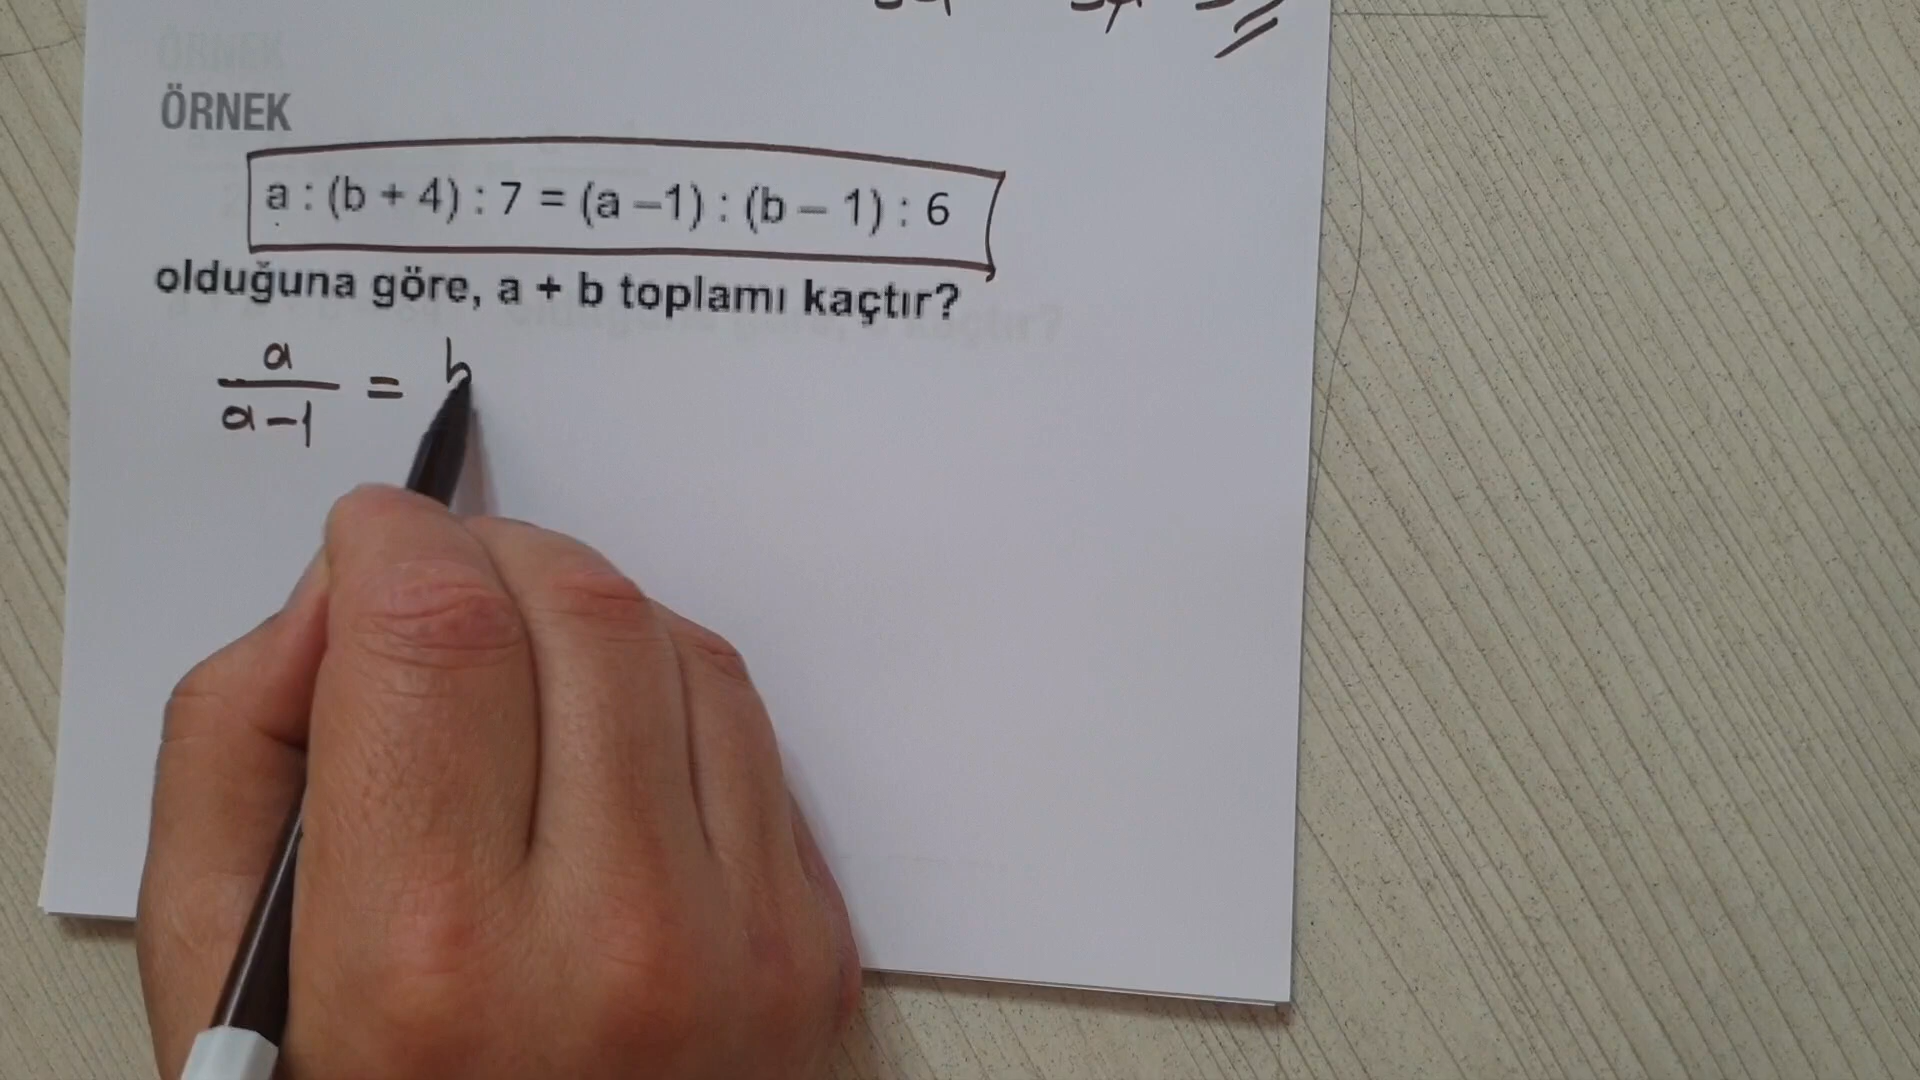 ÖRNEK
a : (b + 4) : 7 = (a –1) : (b – 1) : 6
olduğuna göre, a + b toplamı kaçtır?
a
— = b
a-1